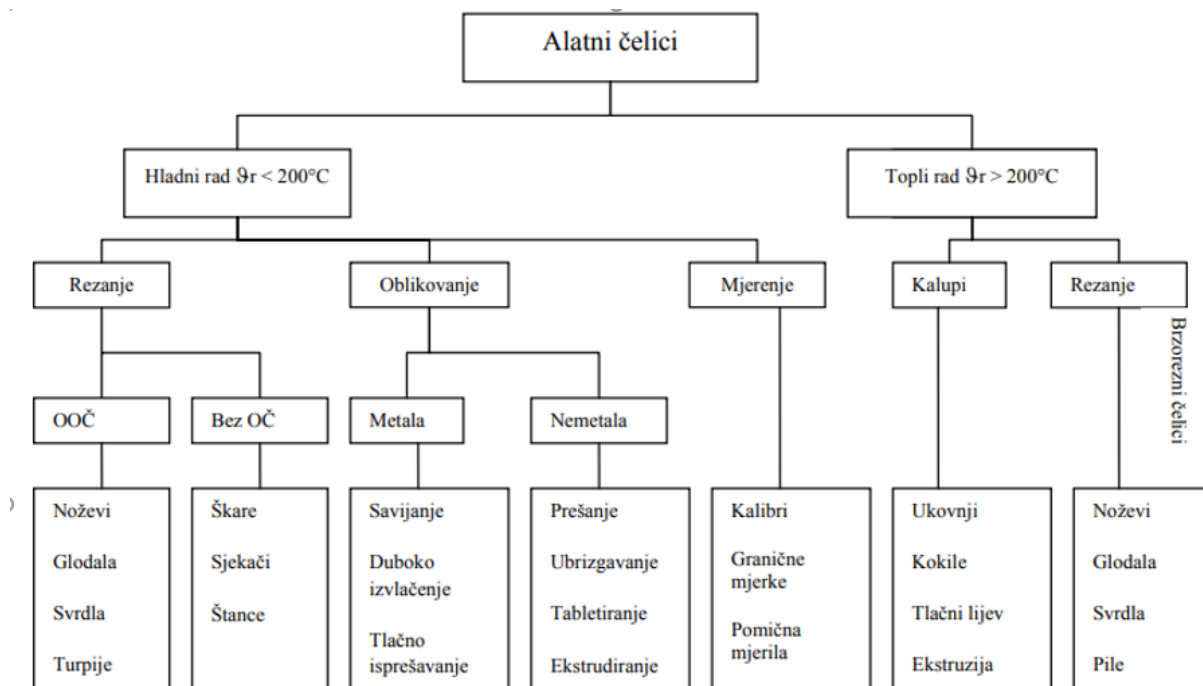 Alatni čelici
Hladni rad ϑr < 200°C
Topli rad ϑr > 200°C
Rezanje
Oblikovanje
Mjerenje
Kalupi
Rezanje
Brzorezni čelici
OOČ
Bez OČ
Metala
Nemetala
Noževi
Glodala
Svrdla
Turpije
Škare
Sjekači
Štance
Savijanje
Duboko
izvlačenje
Tlačno
isprešavanje
Prešanje
Ubrizgavanje
Tabletiranje
Ekstrudiranje
Kalibri
Granične
mjerke
Pomična
mjerila
Ukovnji
Kokile
Tlačni lijev
Ekstruzija
Noževi
Glodala
Svrdla
Pile